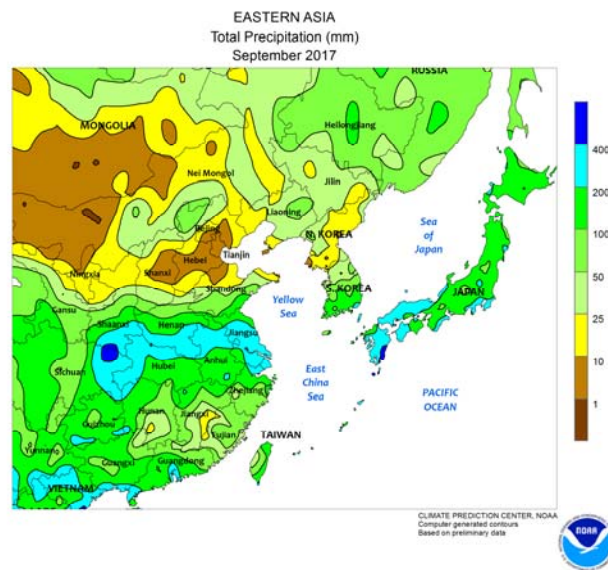 EASTERN ASIA
Total Precipitation (mm)
September 2017
RUSSIA
MONGOLIA
Heilongjiang
Nei Mongol
Jilin
Liaoning
Beijing
N. KOREA
Sea
of
Japan
Tianjin
Hebei
Ningxia
Shanxi
Shandong
S. KOREA
JAPAN
Gansu
Yellow
Sea
Shaanxi
Henan
Jiangsu
Sichuan
Hubei
Anhui
East
China
Sea
Zhejiang
PACIFIC
OCEAN
Hunan
Jiangxi
Guizhou
Fujian
TAIWAN
Yunnan
Guangxi
Guangdong
VIETNAM
400
200
100
50
25
10
1
CLIMATE PREDICTION CENTER, NOAA
Computer generated contours
Based on preliminary data
NOAA